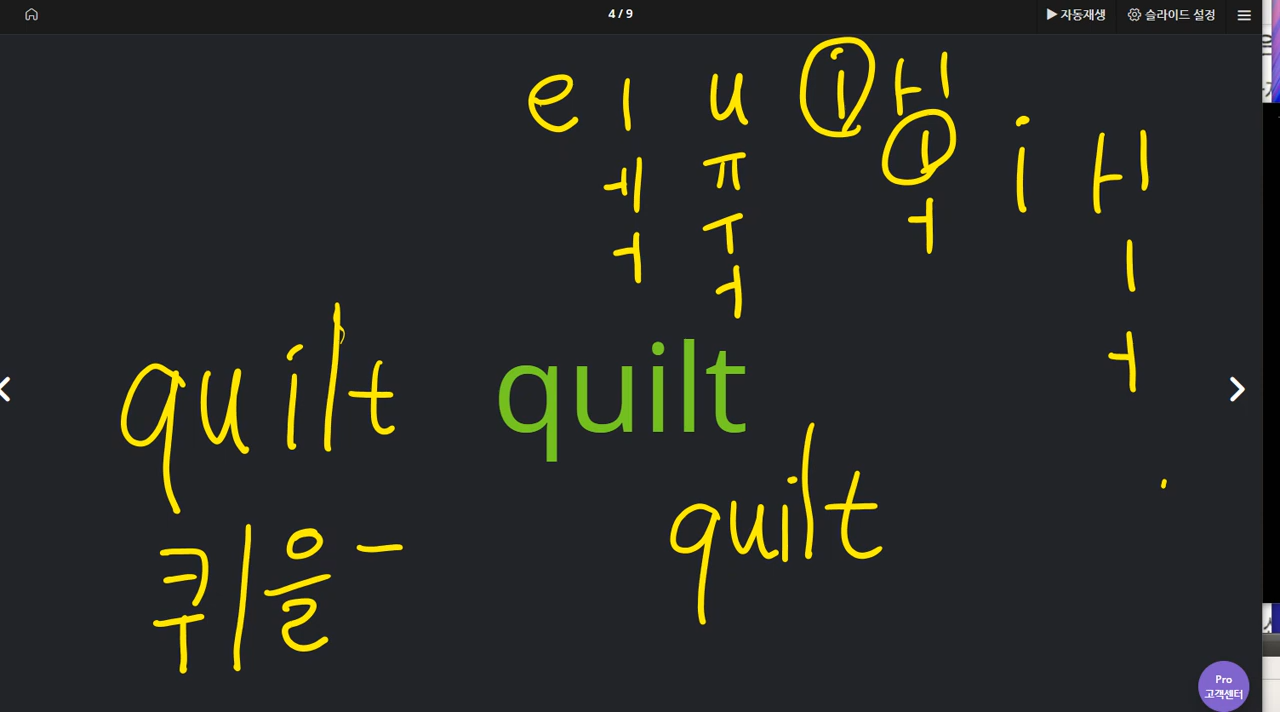 4 / 9
▶ 자동재생
슬라이드 설정
e ㅣ u i ㅐ
i i ㅐ
ㅔ ㅠ ㅓ ㅣ
ㅓ ㅜ ㅓ
ㅓ
quilt quilt
quilt
퀴을ㅡ
Pro
고객센터